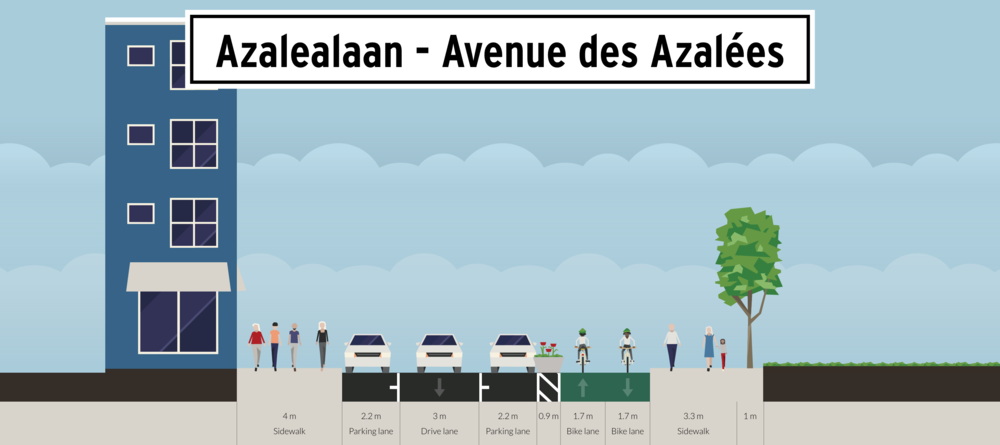 Azalealaan - Avenue des Azalées
4 m
Sidewalk
2.2 m
Parking lane
3 m
Drive lane
2.2 m
Parking lane
0.9 m
1.7 m
Bike lane
1.7 m
Bike lane
3.3 m
Sidewalk
1 m